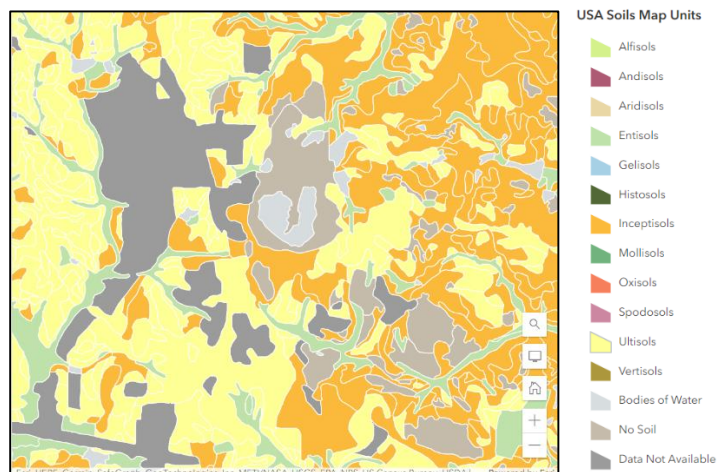 USA Soils Map Units
Alfisols
Andisols
Aridisols
Entisols
Gelisols
Histosols
Inceptisols
Mollisols
Oxisols
Spodosols
Ultisols
Vertisols
Bodies of Water
No Soil
Data Not Available